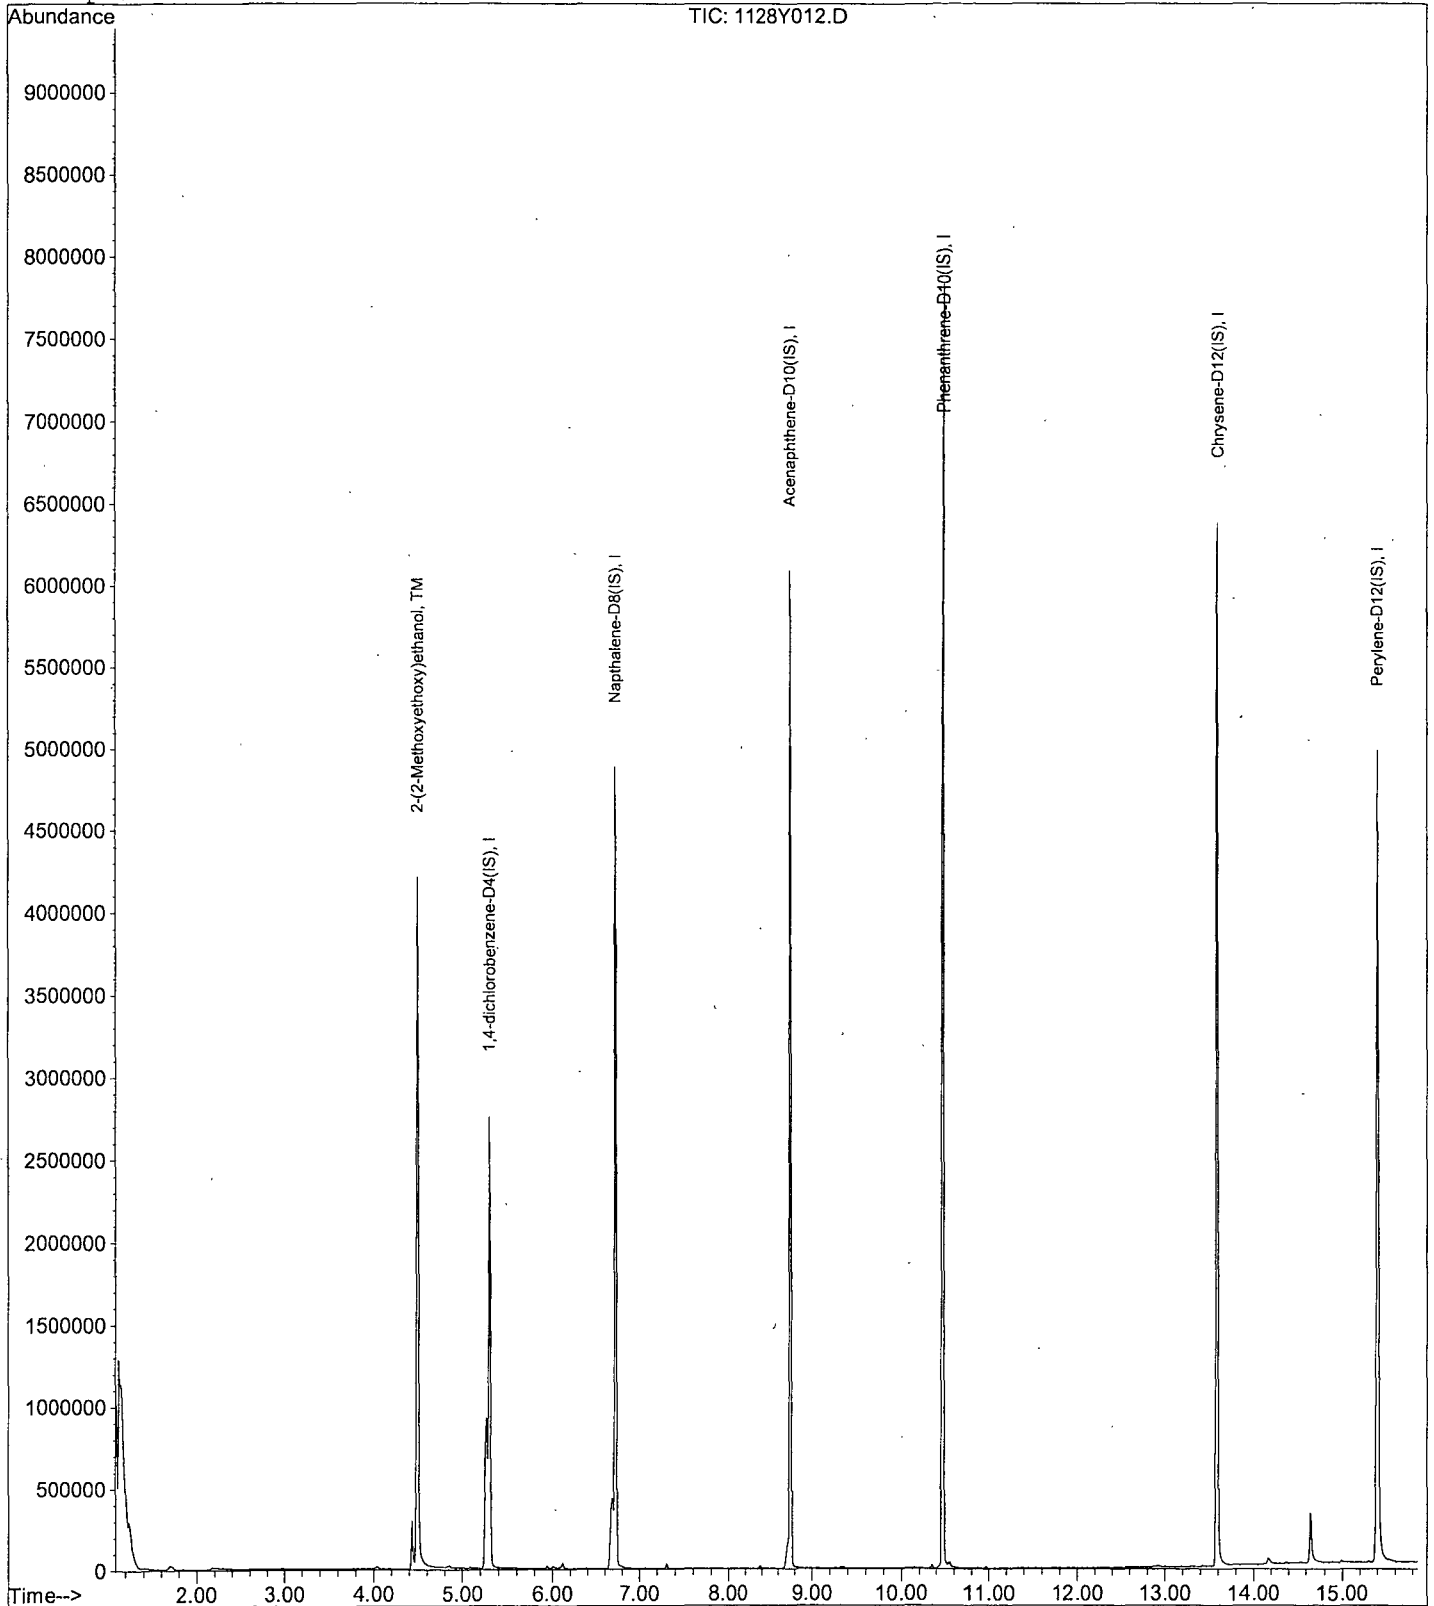 Abundance
TIC: 1128Y012.D
9000000
8500000
8000000
7500000
7000000
6500000
6000000
5500000
5000000
4500000
4000000
3500000
3000000
2500000
2000000
1500000
1000000
500000
0
2-(2-Methoxyethoxy)ethanol, TM
1,4-dichlorobenzene-D4(IS), I
Napthalene-D8(IS), I
Acenaphthene-D10(IS), I
Phenanthrene-D10(IS), I
Chrysene-D12(IS), I
Perylene-D12(IS), I
Time--> 2.00 3.00 4.00 5.00 6.00 7.00 8.00 9.00 10.00 11.00 12.00 13.00 14.00 15.00